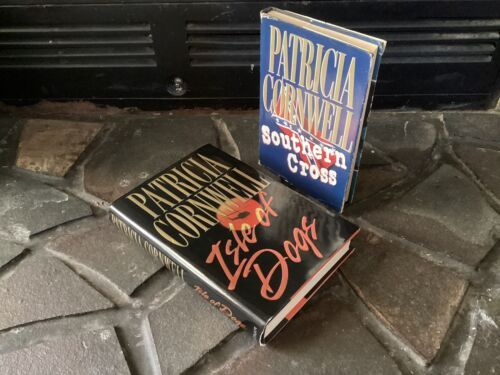 PATRICIA
CORNWELL
Southern
Cross
PATRICIA
CORNWELL
Isle of
Dogs
PATRICIA CORNWELL
Isle of Dogs